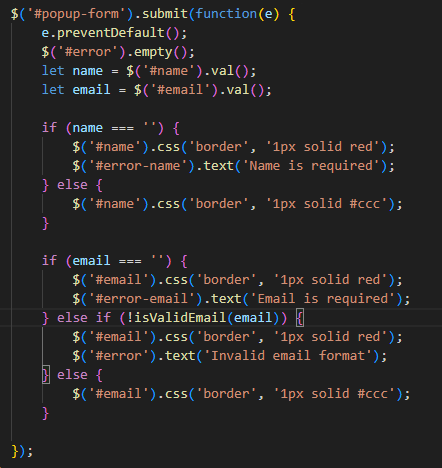 $('#popup-form').submit(function(e) {
    e.preventDefault();
    $('#error').empty();
    let name = $('#name').val();
    let email = $('#email').val();

    if (name === '') {
        $('#name').css('border', '1px solid red');
        $('#error-name').text('Name is required');
    } else {
        $('#name').css('border', '1px solid #ccc');
    }

    if (email === '') {
        $('#email').css('border', '1px solid red');
        $('#error-email').text('Email is required');
    } else if (!isValidEmail(email)) {
        $('#email').css('border', '1px solid red');
        $('#error').text('Invalid email format');
    } else {
        $('#email').css('border', '1px solid #ccc');
    }

});